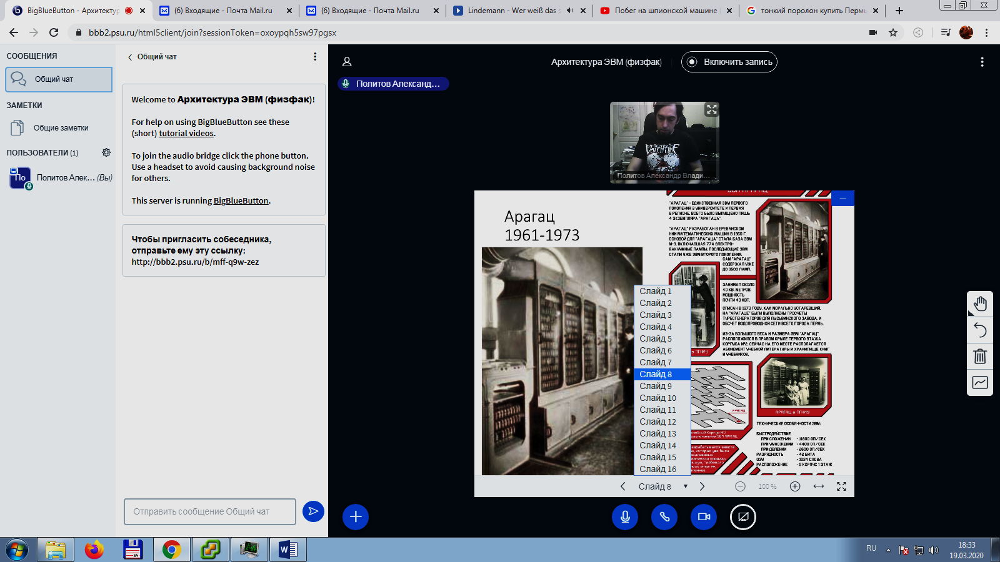 BigBlueButton - Архитектур
(6) Входящие - Почта Mail.ru
(6) Входящие - Почта Mail.ru
Lindemann - Wer weiß das s
Побег на шпионской машине
тонкий поролон купить Пермь
bbb2.psu.ru/html5client/join?sessionToken=oxoypqh5sw97pgsx
СООБЩЕНИЯ
Общий чат
ЗАМЕТКИ
Общие заметки
ПОЛЬЗОВАТЕЛИ (1)
По
Политов Алек... (Вы)
Общий чат
Welcome to Архитектура ЭВМ (физфак)!
For help on using BigBlueButton see these
(short) tutorial videos.
To join the audio bridge click the phone button.
Use a headset to avoid causing background noise
for others.
This server is running BigBlueButton.
Чтобы пригласить собеседника,
отправьте ему эту ссылку:
http://bbb2.psu.ru/b/mff-q9w-zez
Отправить сообщение Общий чат
Архитектура ЭВМ (физфак)
Включить запись
Политов Александ...
VALENTINE
Политов Александр Влади...
Арагац
1961-1973
ЭВМ АРАГАЦ
"АРАГАЦ" - ЕДИНСТВЕННАЯ ЭВМ ПЕРВОГО
ПОКОЛЕНИЯ В УНИВЕРСИТЕТЕ И ПЕРВАЯ
В РЕГИОНЕ. ВСЕГО БЫЛО ВЫПУЩЕНО ЛИШЬ
4 ЭКЗЕМПЛЯРА "АРАГАЦА".
"АРАГАЦ" РАЗРАБОТАН В ЕРЕВАНСКОМ
НИИ МАТЕМАТИЧЕСКИХ МАШИН В 1960 Г.
ОСНОВОЙ ДЛЯ "АРАГАЦА" СТАЛА БАЗА ЭВМ
М-3, ВКЛЮЧАВШАЯ 774 ЭЛЕКТРО-
ВАКУУМНЫЕ ЛАМПЫ. ПОСЛЕДУЮЩИЕ ЭВМ
СТАЛИ УЖЕ ЭВМ ВТОРОГО ПОКОЛЕНИЯ.
САМ "АРАГАЦ"
СОДЕРЖАЛ УЖЕ
ДО 3500 ЛАМП.
ЗАНИМАЛ ОКОЛО
40 КВ. МЕТРОВ,
МОЩНОСТЬ
ПОЧТИ 40 КВТ.
СПИСАН В 1973 ГОДУ, КАК МОРАЛЬНО УСТАРЕВШИЙ.
НА "АРАГАЦЕ" БЫЛИ ВЫПОЛНЕНЫ ПРОСЧЕТЫ
ТУРБОГЕНЕРАТОРОВ ДЛЯ ЛЫСЬВИНСКОГО ЗАВОДА, И
ОБСЧЕТ ВОДОПРОВОДНОЙ СЕТИ ВСЕГО ГОРОДА ПЕРМЬ.
ИЗ-ЗА БОЛЬШОГО ВЕСА И РАЗМЕРА ЭВМ "АРАГАЦ"
РАСПОЛОЖИЛСЯ В ПРАВОМ КРЫЛЕ ПЕРВОГО ЭТАЖА
КОРПУСА №2. СЕЙЧАС НА ЕГО МЕСТЕ РАСПОЛАГАЕТСЯ
АБОНЕМЕНТ УЧЕБНОЙ ЛИТЕРАТУРЫ И ХРАНИЛИЩЕ КНИГ
И УЧЕБНИКОВ.
в ПГНИУ
АРАГАЦ
АРАГАЦ в ПГНИУ
ТЕХНИЧЕСКИЕ ОСОБЕННОСТИ ЭВМ:
БЫСТРОДЕЙСТВИЕ
ПРИ СЛОЖЕНИИ - 11800 ОП/СЕК
ПРИ УМНОЖЕНИИ - 4400 ОП/СЕК
ПРИ ДЕЛЕНИИ - 2600 ОП/СЕК
РАЗРЯДНОСТЬ - 42 БИТА
ОЗУ - 1024 СЛОВА
РАСПОЛОЖЕНИЕ - 2 КОРПУС 1 ЭТАЖ
Слайд 1
Слайд 2
Слайд 3
Слайд 4
Слайд 5
Слайд 6
Слайд 7
Слайд 8
Слайд 9
Слайд 10
Слайд 11
Слайд 12
Слайд 13
Слайд 14
Слайд 15
Слайд 16
Слайд 8
100 %
64
RU
18:33
19.03.2020